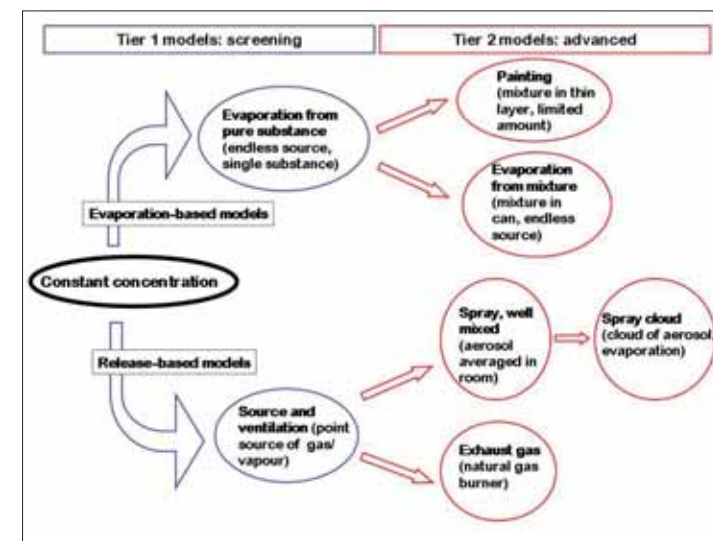 Tier 1 models: screening
Tier 2 models: advanced
Painting
(mixture in thin
layer, limited
amount)
Evaporation from
pure substance
(endless source,
single substance)
Evaporation
from mixture
(mixture in
can, endless
source)
Evaporation-based models
Constant concentration
Spray, well
mixed
(aerosol
averaged in
room)
Spray cloud
(cloud of aerosol,
evaporation)
Release-based models
Source and
ventilation (point
source of gas/
vapour)
Exhaust gas
(natural gas
burner)